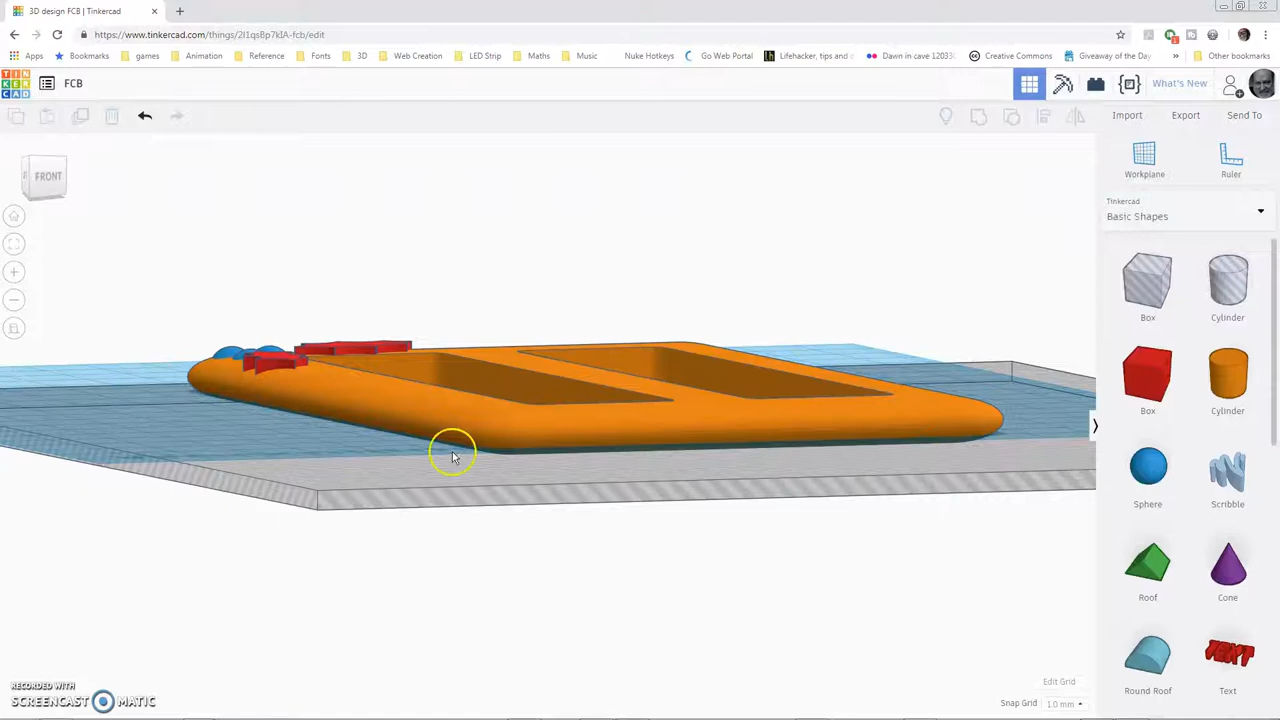 3D design FCB | Tinkercad
https://www.tinkercad.com/things/2I1qsBp7kIA-fcb/edit
Apps Bookmarks games Animation Reference Fonts 3D Web Creation LED Strip Maths Music Nuke Hotkeys Go Web Portal Lifehacker, tips and Dawn in cave 12033 Creative Commons Giveaway of the Day » Other bookmarks
TIN
KER
CAD
FCB
What's New
Import Export Send To
FRONT
Workplane Ruler
Tinkercad
Basic Shapes
Box Cylinder
Box Cylinder
Sphere Scribble
Roof Cone
TEXT
Round Roof Text
Edit Grid
Snap Grid 1.0 mm
RECORDED WITH
SCREENCAST MATIC